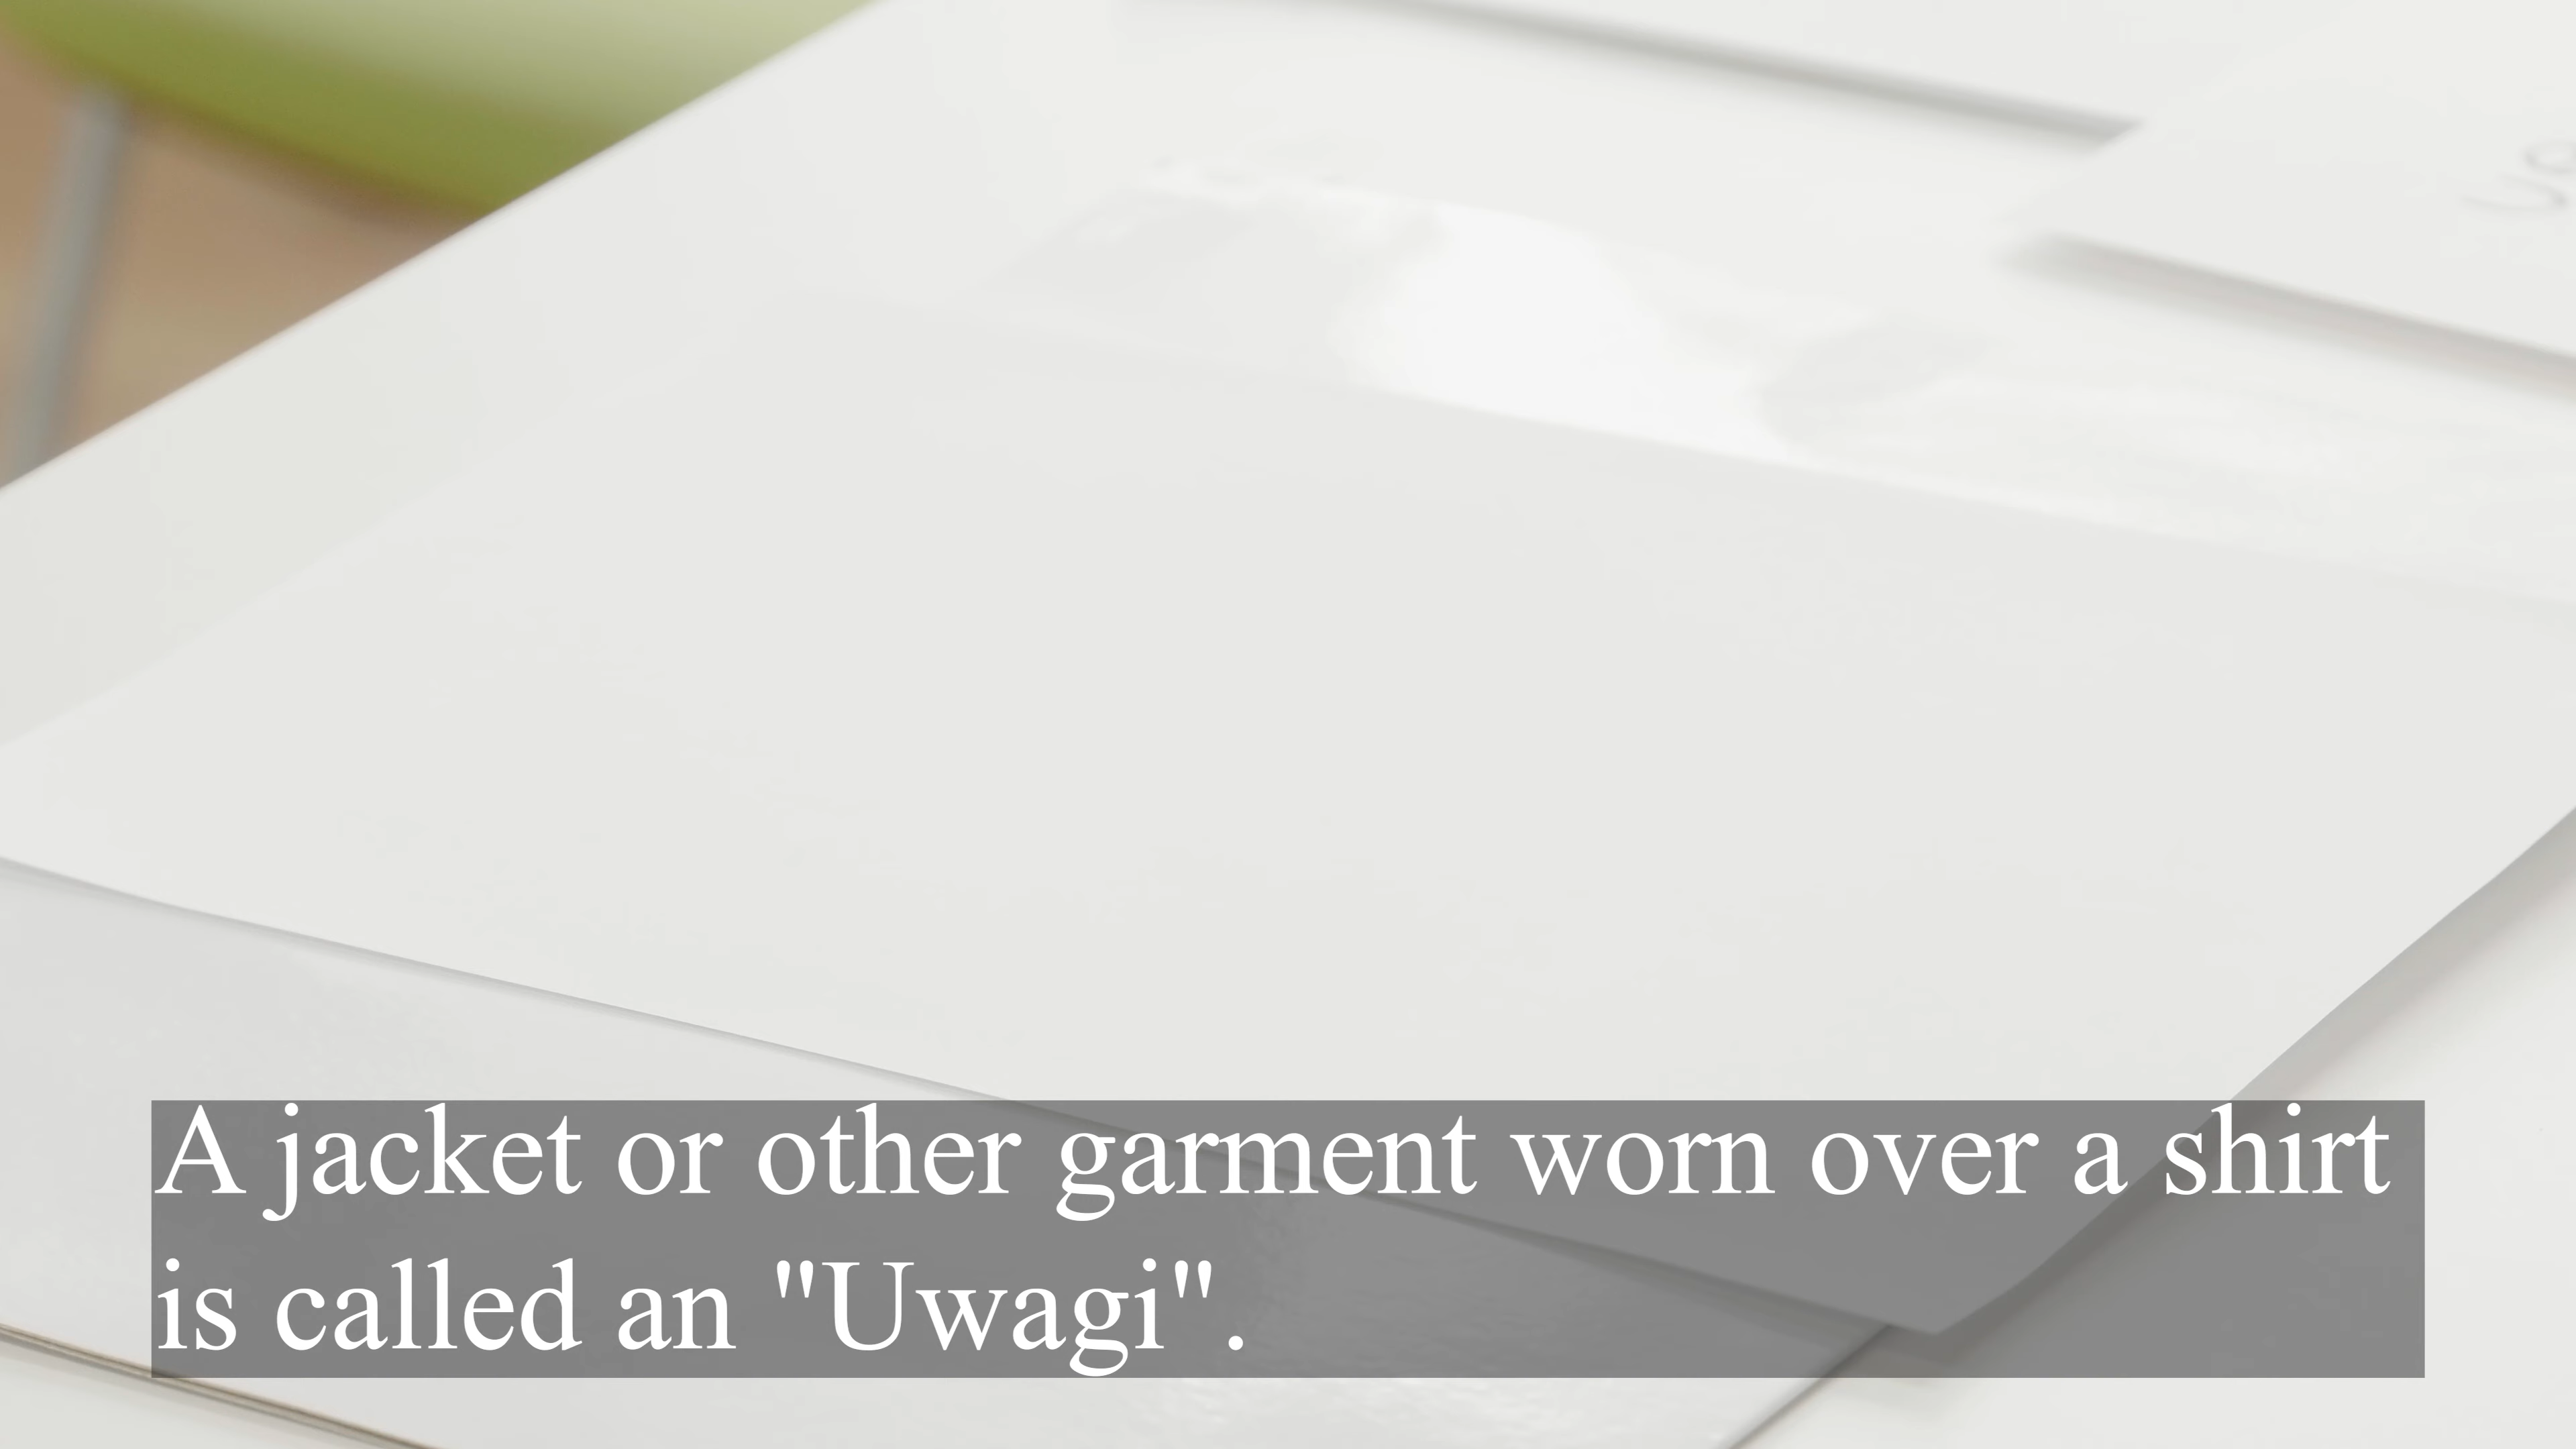 A jacket or other garment worn over a shirt
is called an "Uwagi".